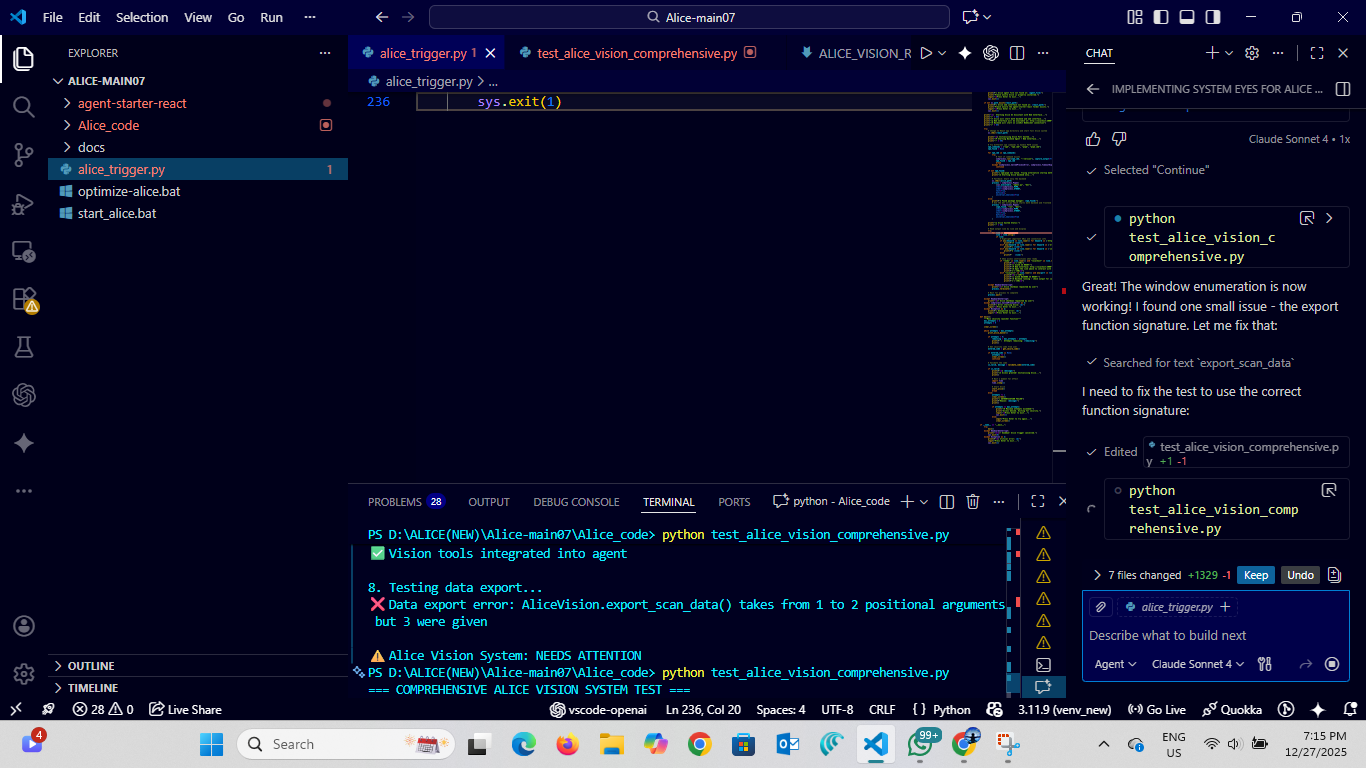 File Edit Selection View Go Run ···
Alice-main07
EXPLORER ···
ALICE-MAIN07
agent-starter-react
Alice_code
docs
alice_trigger.py 1
optimize-alice.bat
start_alice.bat
OUTLINE
TIMELINE
alice_trigger.py 1
test_alice_vision_comprehensive.py
ALICE_VISION_R
···
alice_trigger.py > ...
236 sys.exit(1)
PROBLEMS 28 OUTPUT DEBUG CONSOLE TERMINAL PORTS python - Alice_code ···
PS D:\ALICE(NEW)\Alice-main07\Alice_code> python test_alice_vision_comprehensive.py
✅ Vision tools integrated into agent
8. Testing data export...
❌ Data export error: AliceVision.export_scan_data() takes from 1 to 2 positional arguments
but 3 were given
⚠️ Alice Vision System: NEEDS ATTENTION
PS D:\ALICE(NEW)\Alice-main07\Alice_code> python test_alice_vision_comprehensive.py
=== COMPREHENSIVE ALICE VISION SYSTEM TEST ===
CHAT ···
IMPLEMENTING SYSTEM EYES FOR ALICE ...
Claude Sonnet 4 • 1x
Selected "Continue"
python
test_alice_vision_c
omprehensive.py
Great! The window enumeration is now
working! I found one small issue - the export
function signature. Let me fix that:
Searched for text `export_scan_data`
I need to fix the test to use the correct
function signature:
Edited test_alice_vision_comprehensive.p
y +1 -1
python
test_alice_vision_comp
rehensive.py
7 files changed +1329 -1 Keep Undo
alice_trigger.py
Describe what to build next
Agent Claude Sonnet 4
28 0 Live Share
vscode-openai Ln 236, Col 20 Spaces: 4 UTF-8 CRLF { } Python 3.11.9 (venv_new) Go Live Quokka
4
Search
99+
ENG
US
7:15 PM
12/27/2025